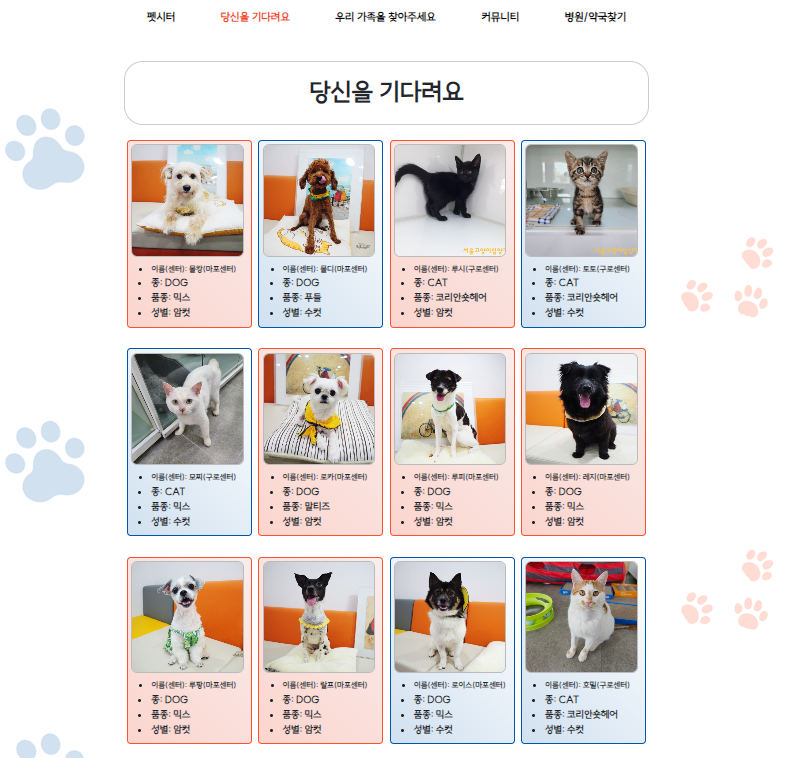 펫시터 당신을 기다려요 우리 가족을 찾아주세요 커뮤니티 병원/약국찾기
당신을 기다려요
이름(센터): 몰랑(마포센터)
종: DOG
품종: 믹스
성별: 암컷
이름(센터): 몰디(마포센터)
종: DOG
품종: 푸들
성별: 수컷
이름(센터): 루시(구로센터)
종: CAT
품종: 코리안숏헤어
성별: 암컷
이름(센터): 토토(구로센터)
종: CAT
품종: 코리안숏헤어
성별: 수컷
이름(센터): 모찌(구로센터)
종: CAT
품종: 믹스
성별: 수컷
이름(센터): 로카(마포센터)
종: DOG
품종: 말티즈
성별: 암컷
이름(센터): 루피(마포센터)
종: DOG
품종: 믹스
성별: 암컷
이름(센터): 레지(마포센터)
종: DOG
품종: 믹스
성별: 암컷
이름(센터): 루팡(마포센터)
종: DOG
품종: 믹스
성별: 암컷
이름(센터): 랄프(마포센터)
종: DOG
품종: 믹스
성별: 암컷
이름(센터): 로이스(마포센터)
종: DOG
품종: 믹스
성별: 수컷
이름(센터): 호밀(구로센터)
종: CAT
품종: 코리안숏헤어
성별: 수컷